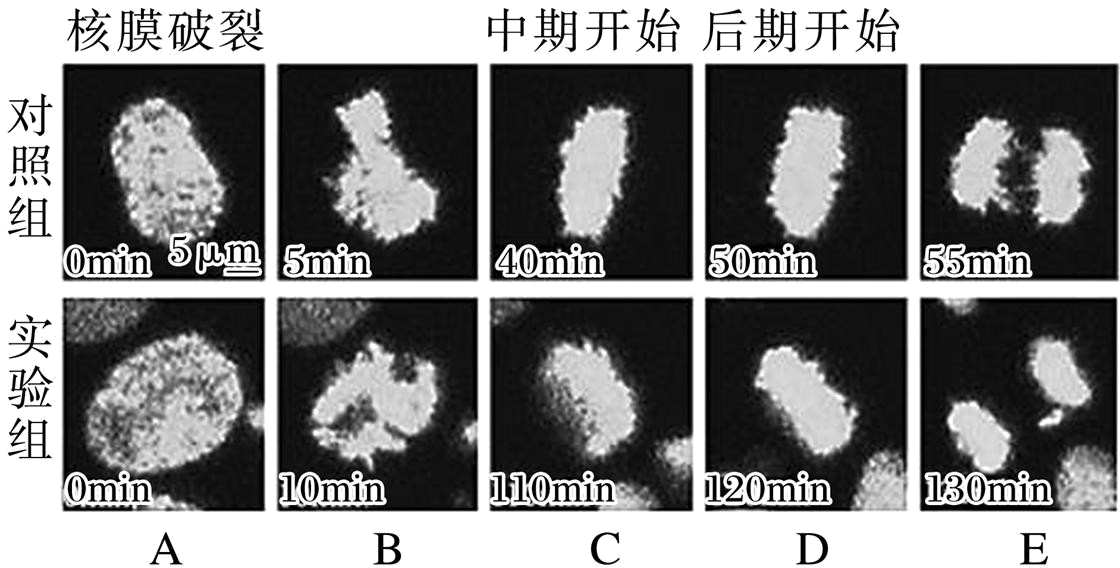 核膜破裂 中期开始 后期开始
对照组
0min 5μm 5min 40min 50min 55min
实验组
0min 10min 110min 120min 130min
A B C D E